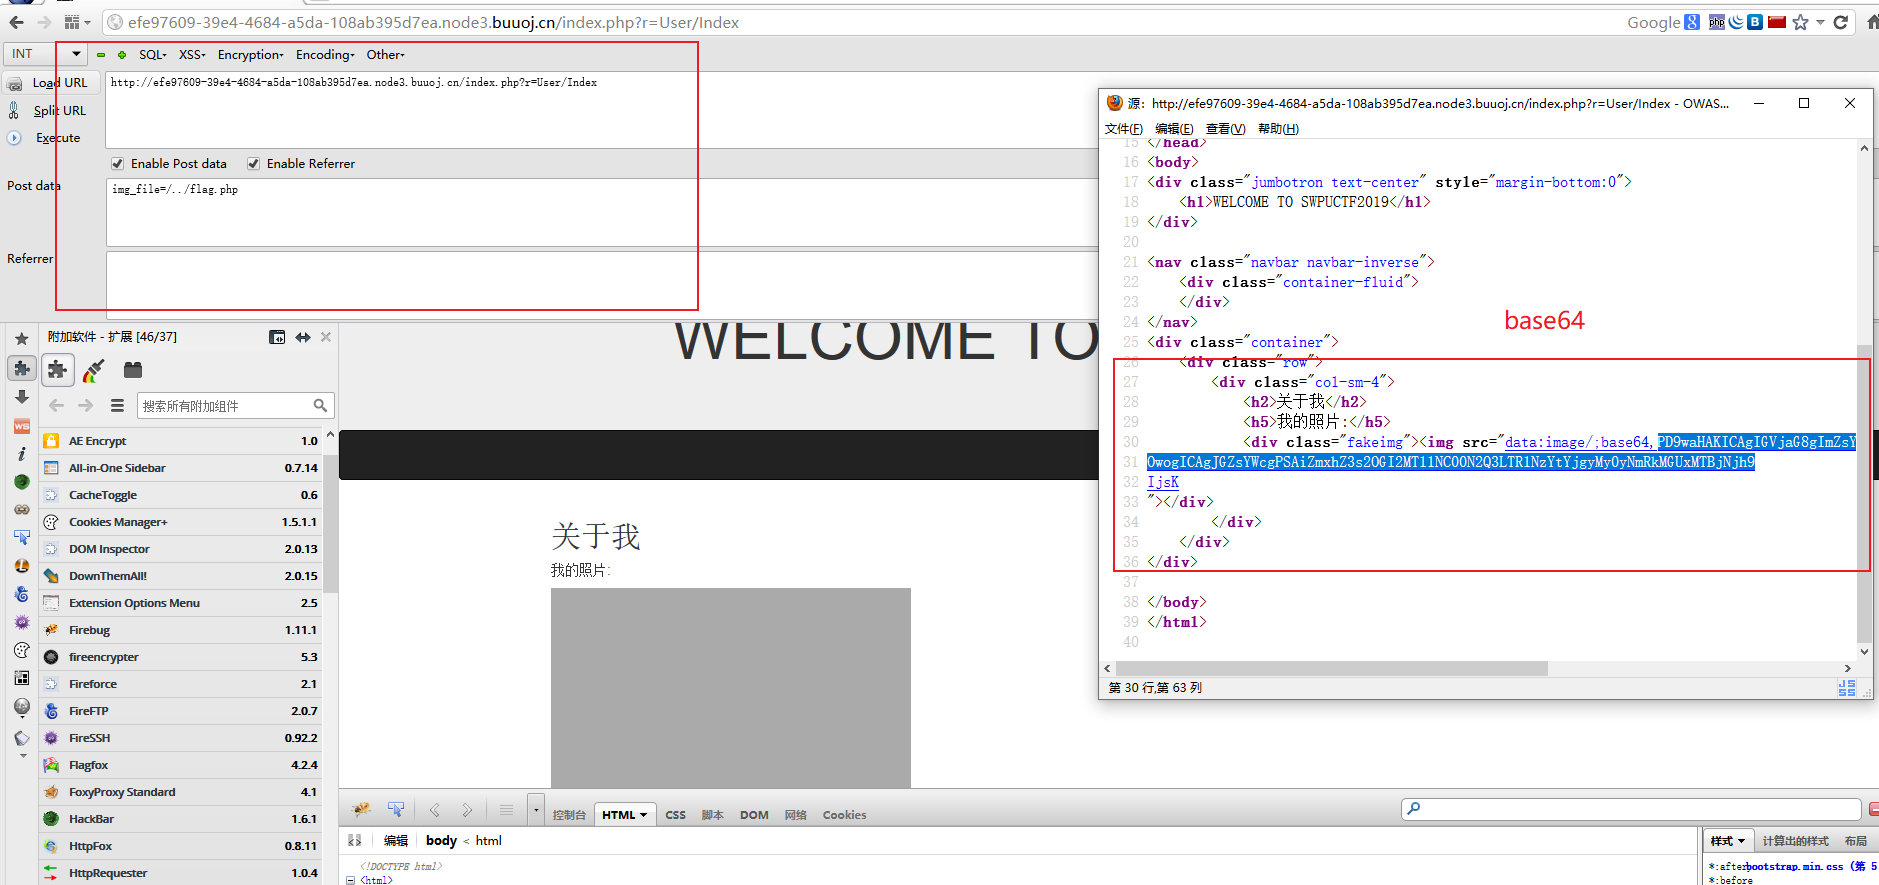 efe97609-39e4-4684-a5da-108ab395d7ea.node3.buuoj.cn/index.php?r=User/Index
Google
php
INT
SQL
XSS
Encryption
Encoding
Other
Load URL
http://efe97609-39e4-4684-a5da-108ab395d7ea.node3.buuoj.cn/index.php?r=User/Index
Split URL
Execute
Enable Post data
Enable Referrer
Post data
img_file=/../flag.php
Referrer
附加软件 - 扩展 [46/37]
搜索所有附加组件
AE Encrypt 1.0
All-in-One Sidebar 0.7.14
CacheToggle 0.6
Cookies Manager+ 1.5.1.1
DOM Inspector 2.0.13
DownThemAll! 2.0.15
Extension Options Menu 2.5
Firebug 1.11.1
fireencrypter 5.3
Fireforce 2.1
FireFTP 2.0.7
FireSSH 0.92.2
Flagfox 4.2.4
FoxyProxy Standard 4.1
HackBar 1.6.1
HttpFox 0.8.11
HttpRequester 1.0.4
WELCOME TO
关于我
我的照片:
源: http://efe97609-39e4-4684-a5da-108ab395d7ea.node3.buuoj.cn/index.php?r=User/Index - OWAS...
文件(F) 编辑(E) 查看(V) 帮助(H)
15 </head>
16 <body>
17 <div class="jumbotron text-center" style="margin-bottom:0">
18 <h1>WELCOME TO SWPUCTF2019</h1>
19 </div>
20
21 <nav class="navbar navbar-inverse">
22 <div class="container-fluid">
23 </div>
24 </nav>
25 <div class="container">
26 <div class="row">
27 <div class="col-sm-4">
28 <h2>关于我</h2>
29 <h5>我的照片:</h5>
30 <div class="fakeimg"><img src="data:image/;base64,PD9waHAKICAgIGVjaG8gImZsY
31 OwogICAgJGZsYWcgPSAiZmxhZ3s2OGI2MTllNC00N2Q3LTRlNzYtYjgyMy0yNmRkMGUxMTBjNjh9
32 IjsK
33 "></div>
34 </div>
35 </div>
36 </div>
37
38 </body>
39 </html>
40
base64
第 30 行,第 63 列
控制台 HTML CSS 脚本 DOM 网络 Cookies
编辑 body < html
<!DOCTYPE html>
<html>
样式 计算出的样式 布局
*:after bootstrap.min.css (第 5
*:before